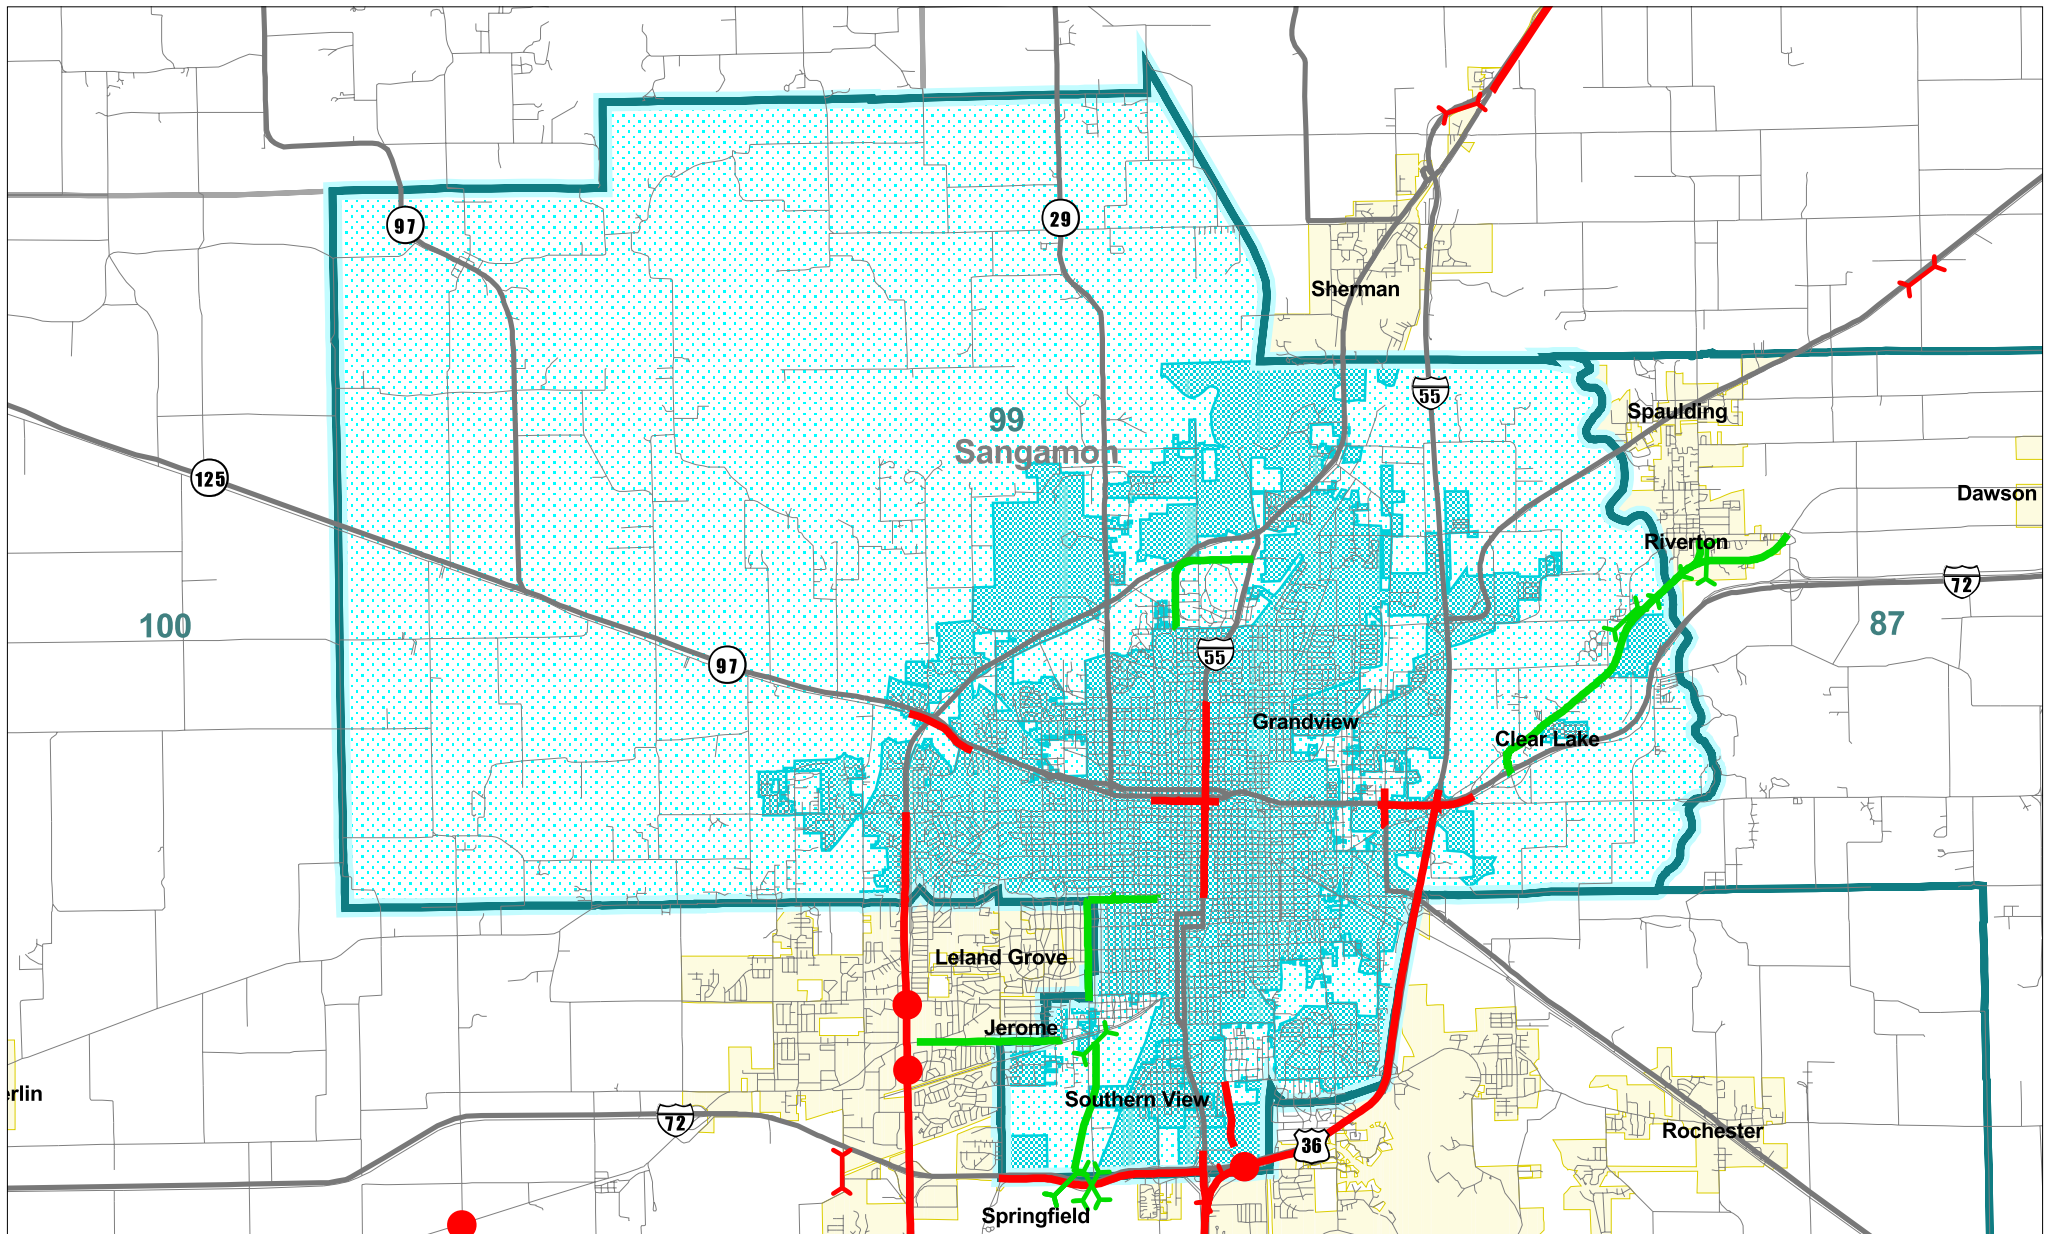 97
29
Sherman
55
99
Spaulding
Sangamon
125
Dawson
Riverton
72
100
87
55
97
Grandview
Clear Lake
Leland Grove
Jerome
erlin
Southern View
72
Rochester
36
Springfield